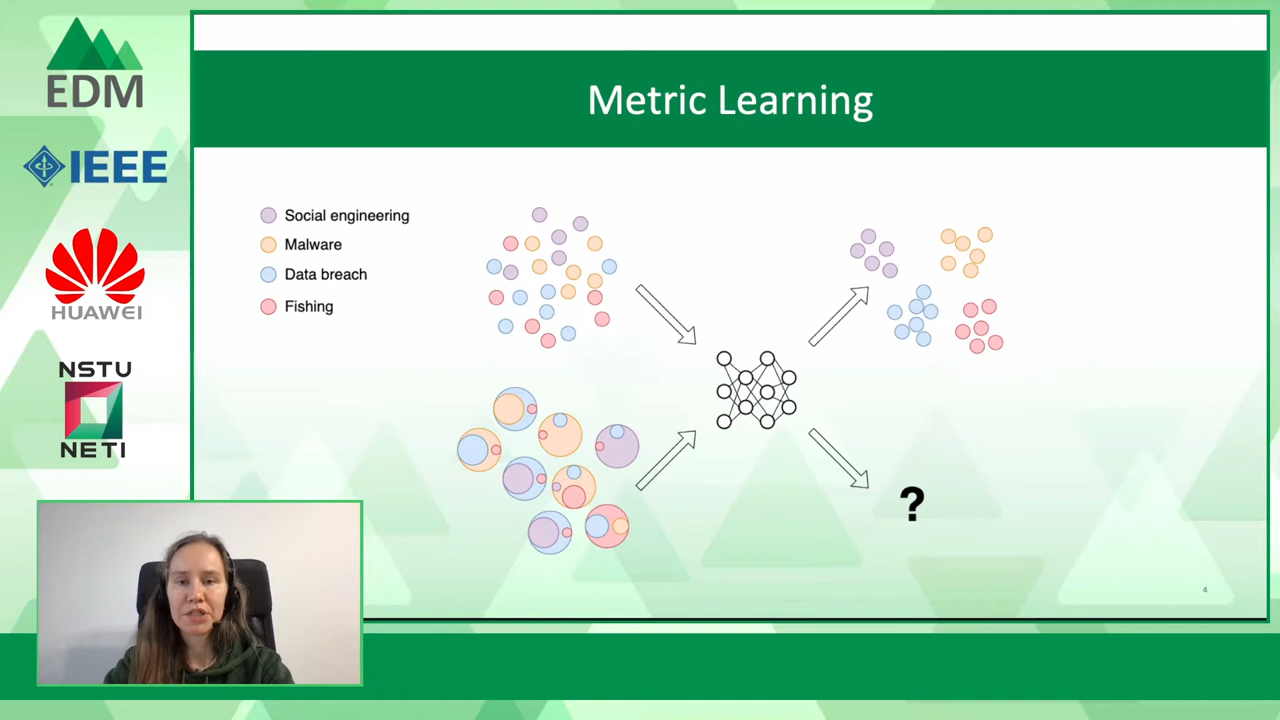 EDM
IEEE
HUAWEI
NSTU
NETI
Metric Learning
Social engineering
Malware
Data breach
Fishing
?
4